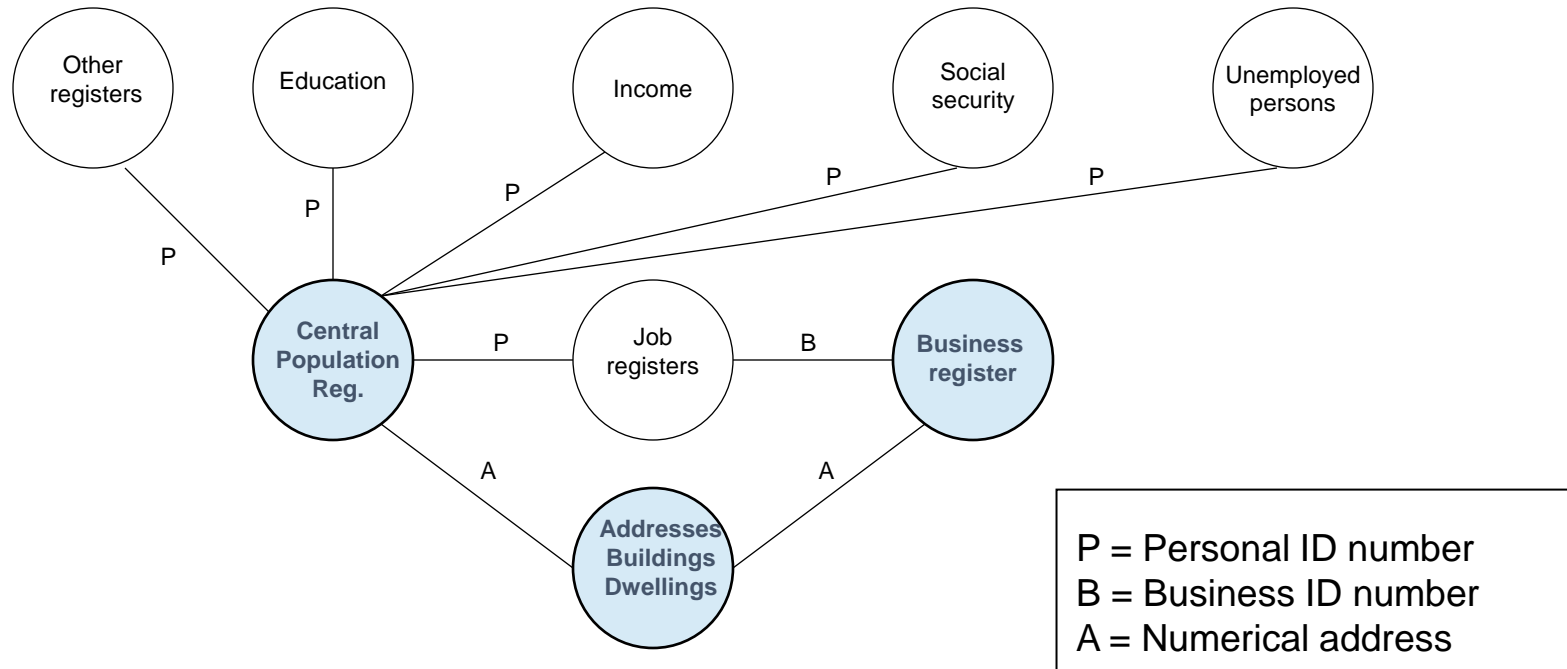 Other
registers
Education
Income
Social
security
Unemployed
persons
P
P
P
P
P
Central
Population
Reg.
P
Job
registers
B
Business
register
A
A
Addresses
Buildings
Dwellings
P = Personal ID number
B = Business ID number
A = Numerical address